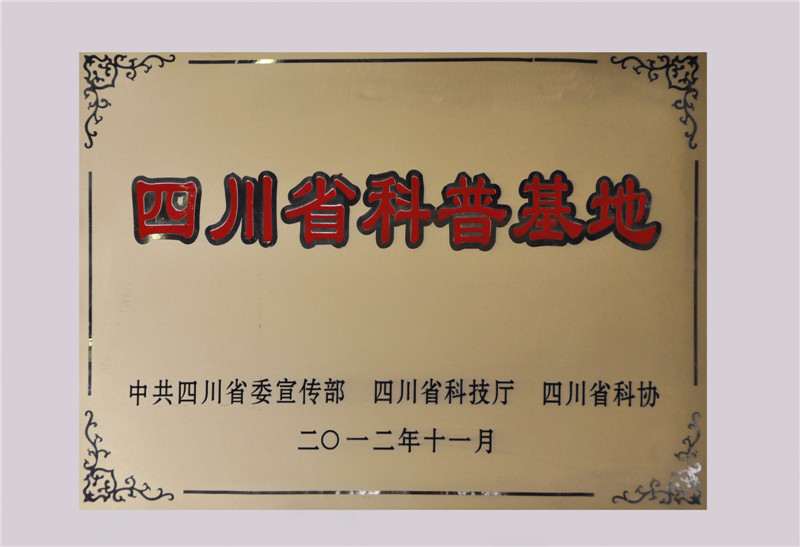 四川省科普基地
中共四川省委宣传部 四川省科技厅 四川省科协
二〇一二年十一月